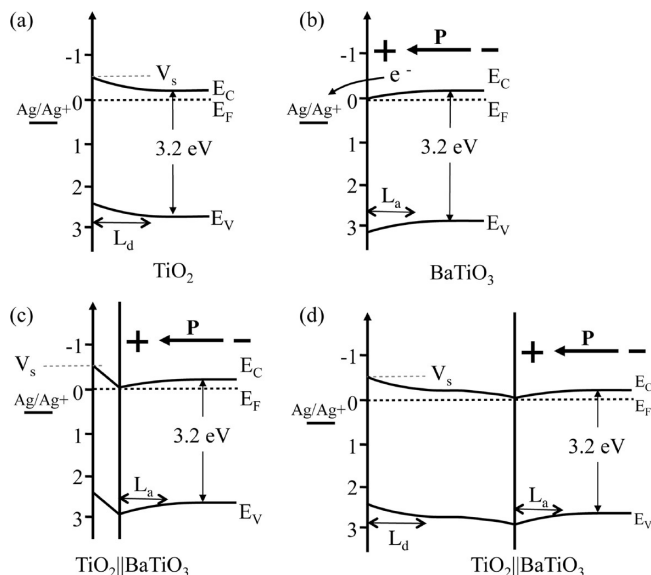 (a)
-1
V_s
E_C
0
E_F
Ag/Ag+
1
3.2 eV
2
E_V
3
L_d
TiO₂
(b)
P
+
-1
e⁻
E_C
0
E_F
Ag/Ag+
1
3.2 eV
2
L_a
E_V
3
BaTiO₃
(c)
P
+
-1
V_s
E_C
0
E_F
Ag/Ag+
1
3.2 eV
2
L_a
E_V
3
TiO₂||BaTiO₃
(d)
P
+
-1
V_s
E_C
0
E_F
Ag/Ag+
1
3.2 eV
2
L_a
E_V
3
L_d
TiO₂||BaTiO₃